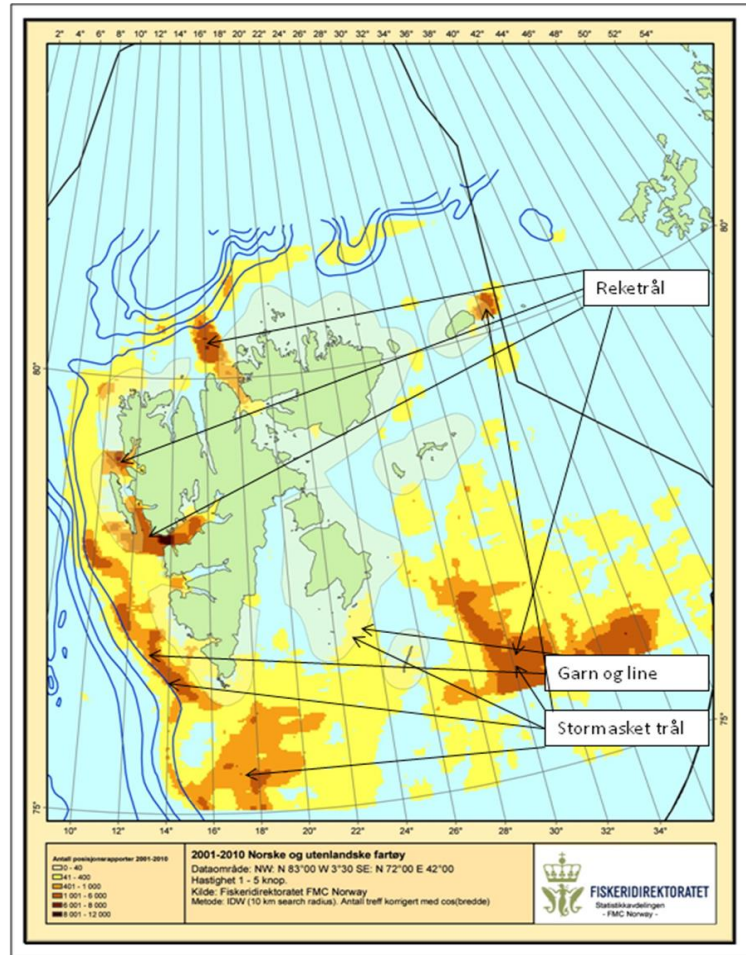 2° 4° 6° 8° 10° 12° 14° 16° 18° 20° 22° 24° 26° 28° 30° 32° 34° 36° 38° 40° 42° 44° 46° 48° 50° 52° 54°
80°
Reketrål
80°
Garn og line
Stormasket trål
75°
75°
10° 12° 14° 16° 18° 20° 22° 24° 26° 28° 30° 32° 34°
Antall posisjonsrapporter 2001-2010
0 - 40
41 - 400
401 - 1 000
1 001 - 6 000
6 001 - 8 000
8 001 - 12 000
2001-2010 Norske og utenlandske fartøy
Dataområde: NW: N 83°00 W 3°30 SE: N 72°00 E 42°00
Hastighet 1 - 5 knop.
Kilde: Fiskeridirektoratet FMC Norway
Metode: IDW (10 km search radius). Antall treff korrigert med cos(bredde)
FISKERIDIREKTORATET
Statistikkavdelingen
- FMC Norway -